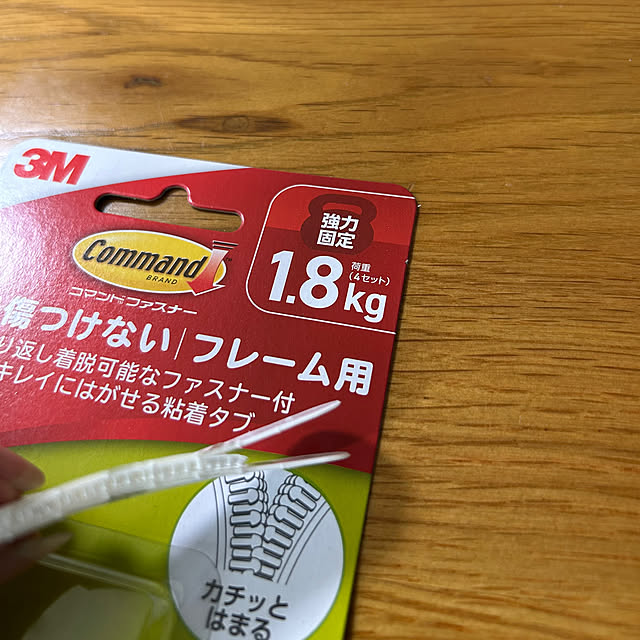 3M
強力
固定
Command
BRAND
1.8kg
荷重
(4セット)
コマンド ファスナー
傷つけない/フレーム用
り返し着脱可能なファスナー付
キレイにはがせる粘着タブ
カチッと
はまる